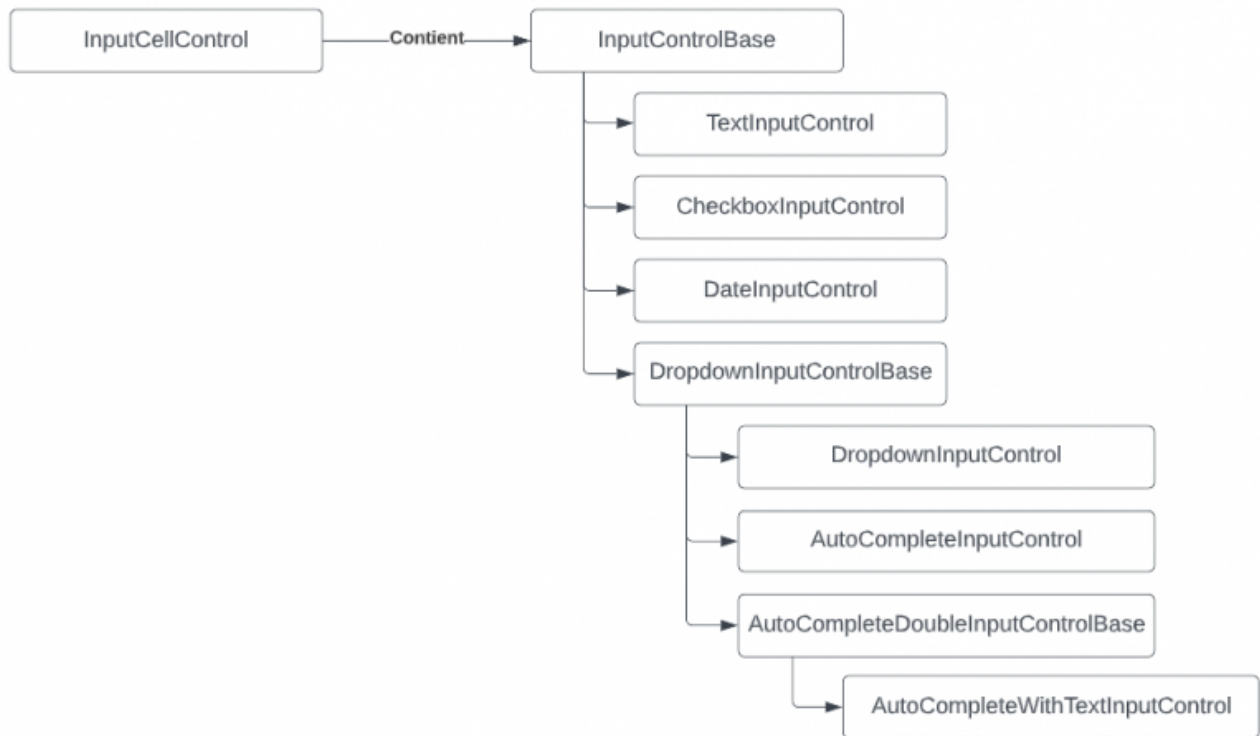 InputCellControl
Contient
InputControlBase
TextInputControl
CheckboxInputControl
DateInputControl
DropdownInputControlBase
DropdownInputControl
AutoCompleteInputControl
AutoCompleteDoubleInputControlBase
AutoCompleteWithTextInputControl